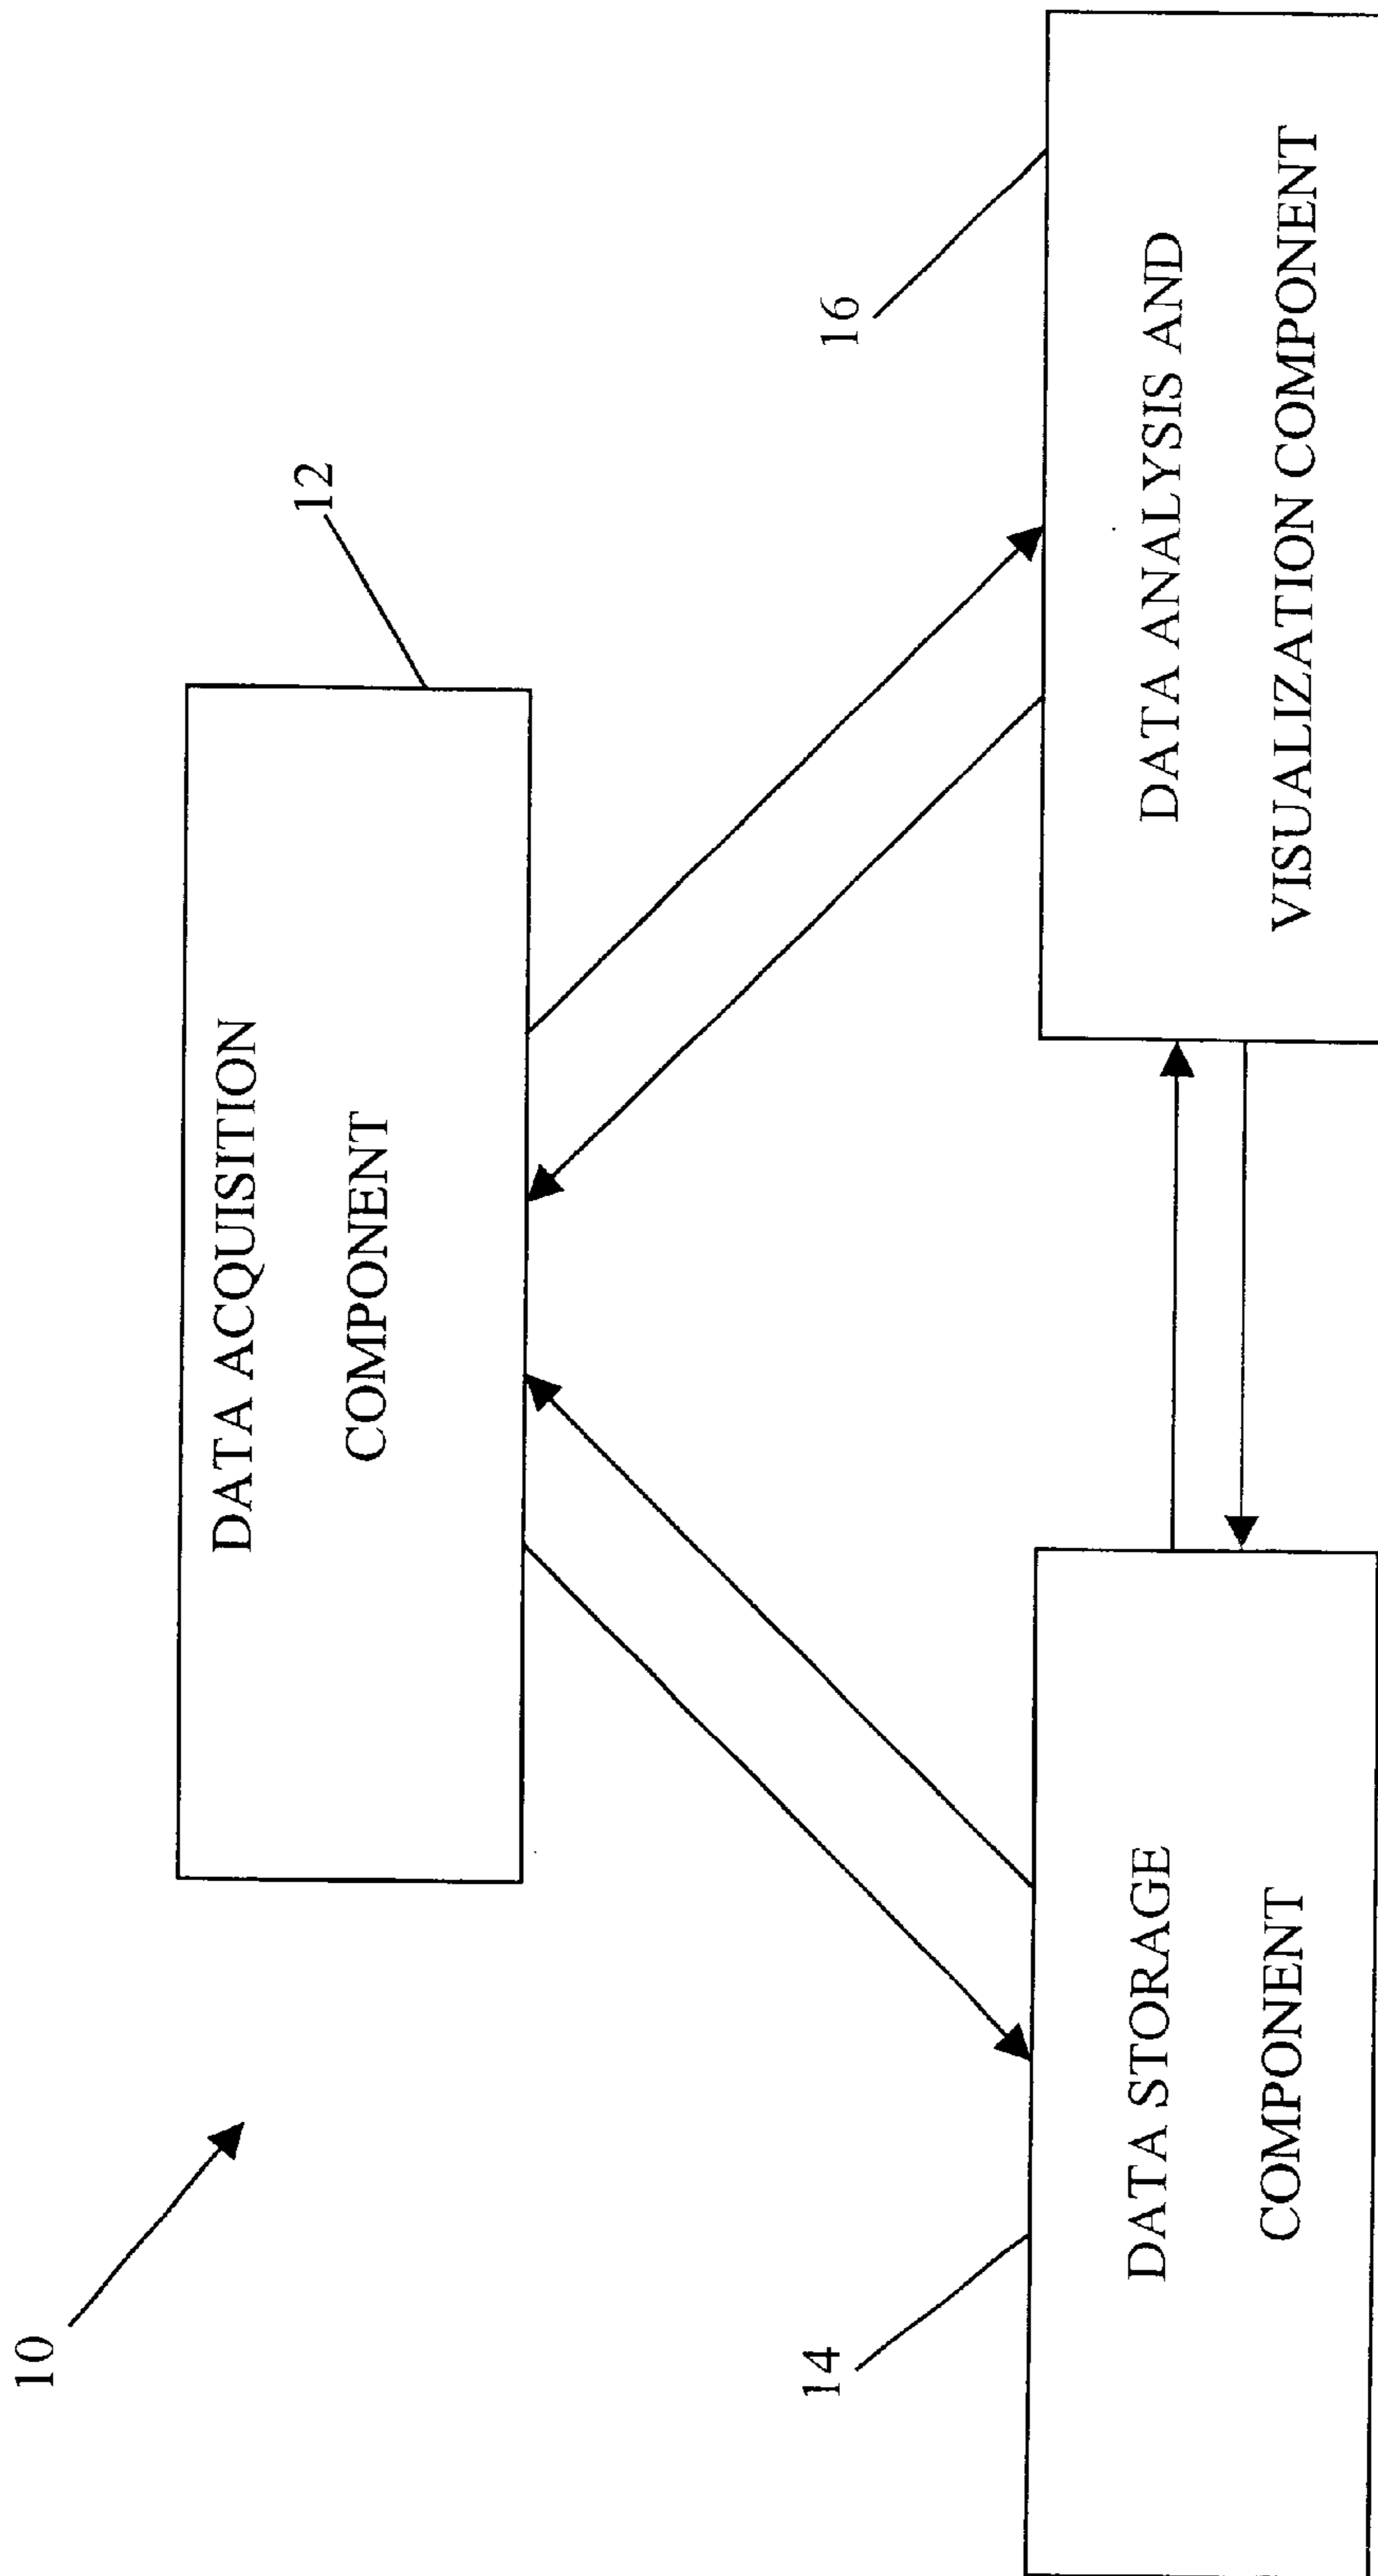 10
12
DATA ACQUISITION
COMPONENT
14
16
DATA STORAGE
COMPONENT
DATA ANALYSIS AND
VISUALIZATION COMPONENT